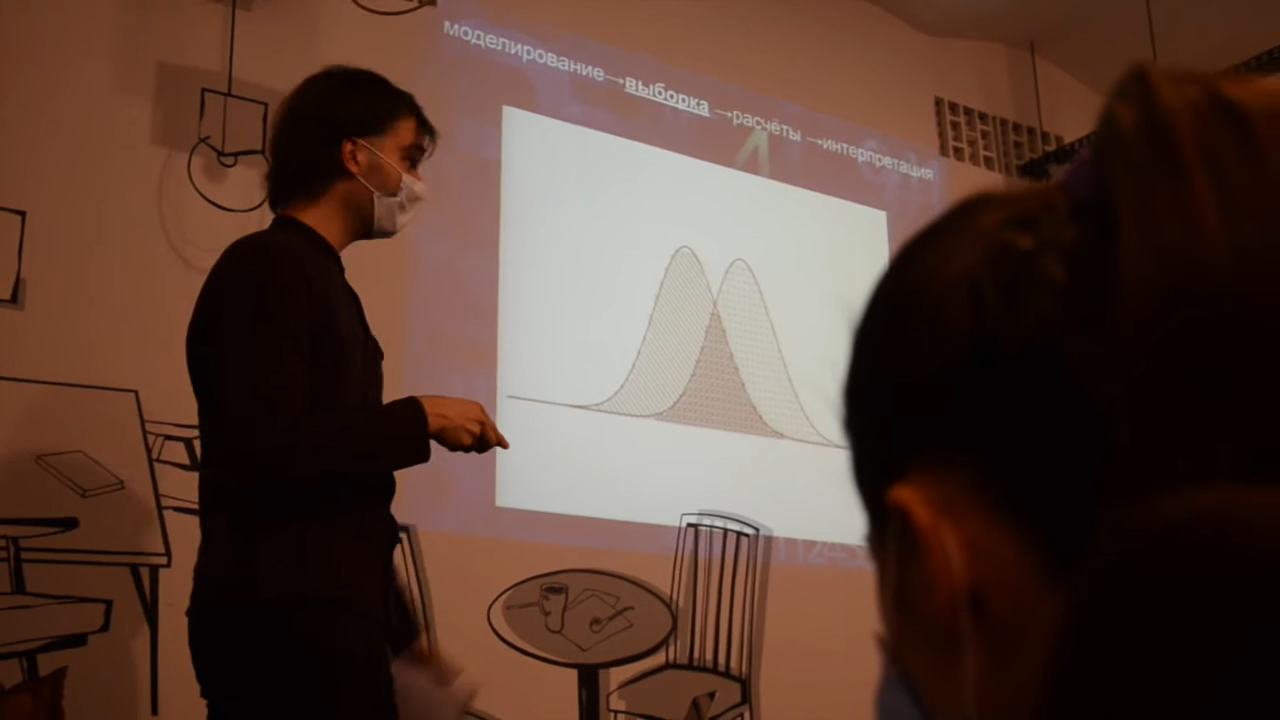 моделирование→выборка →расчёты →интерпретация